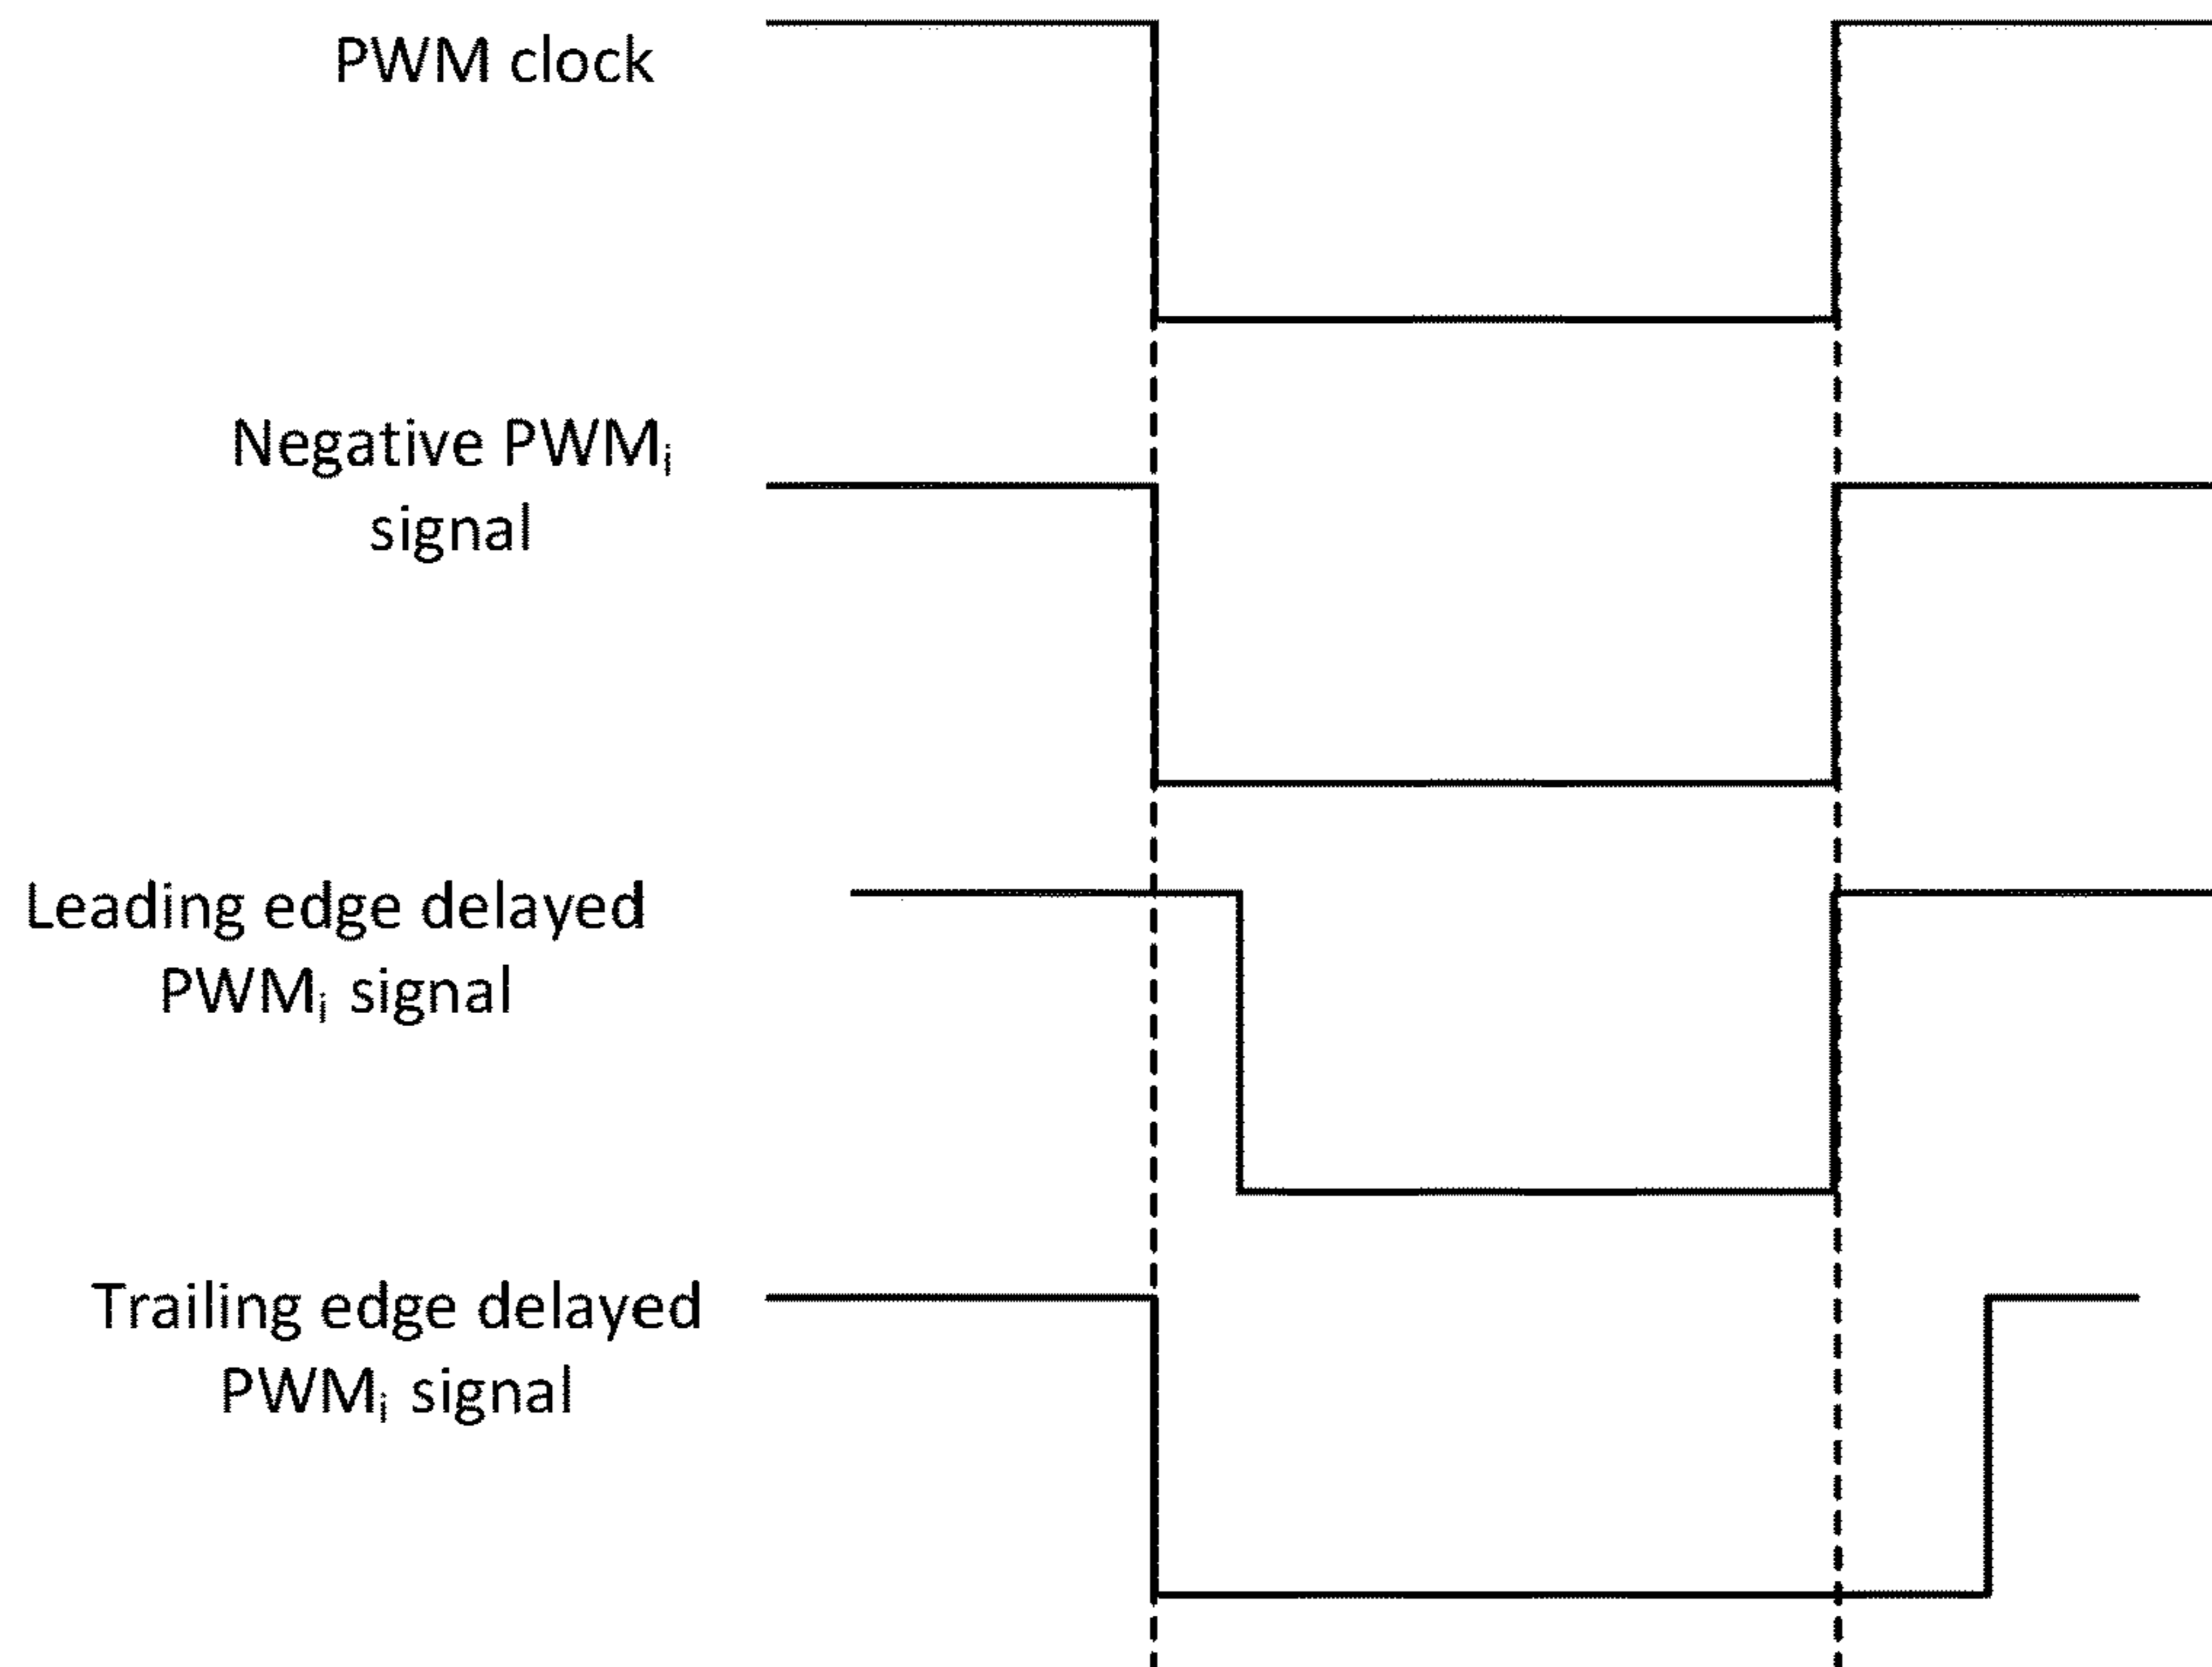 PWM clock
Negative PWMᵢ
signal
Leading edge delayed
PWMᵢ signal
Trailing edge delayed
PWMᵢ signal